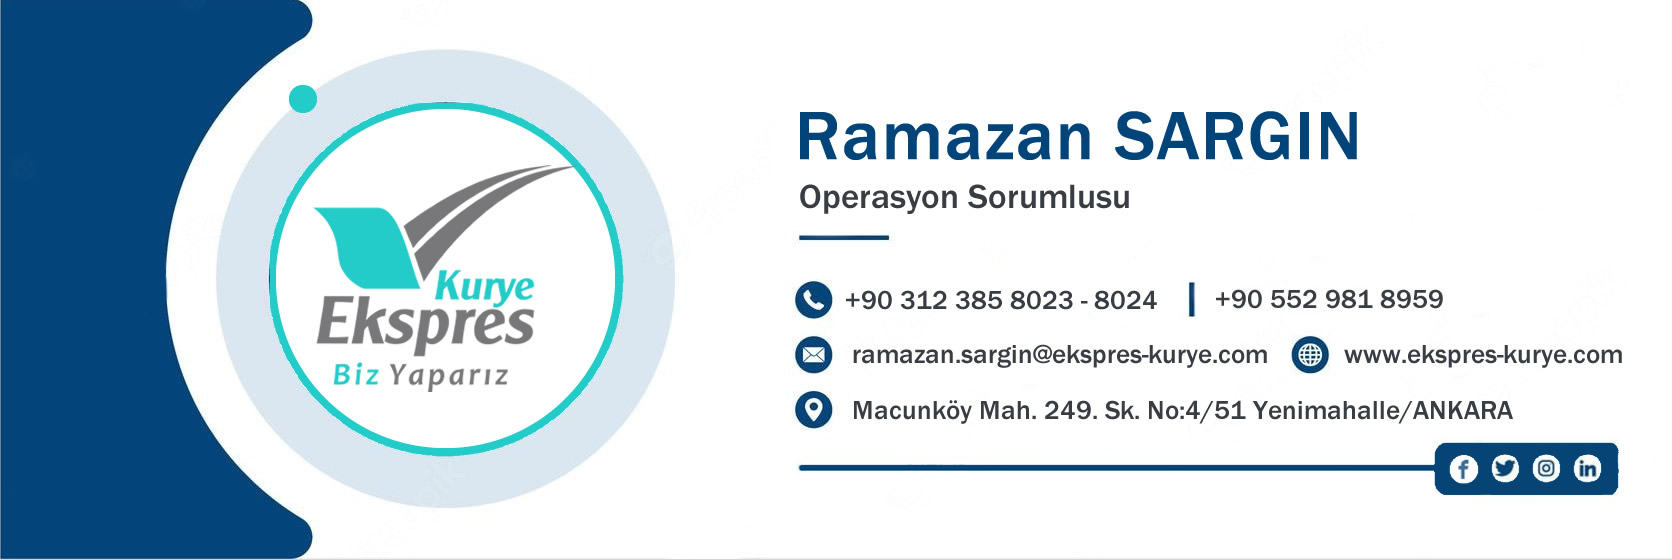 Kurye
Ekspres
Biz Yaparız
Ramazan SARGIN
Operasyon Sorumlusu
+90 312 385 8023 - 8024 | +90 552 981 8959
ramazan.sargin@ekspres-kurye.com www.ekspres-kurye.com
Macunköy Mah. 249. Sk. No:4/51 Yenimahalle/ANKARA